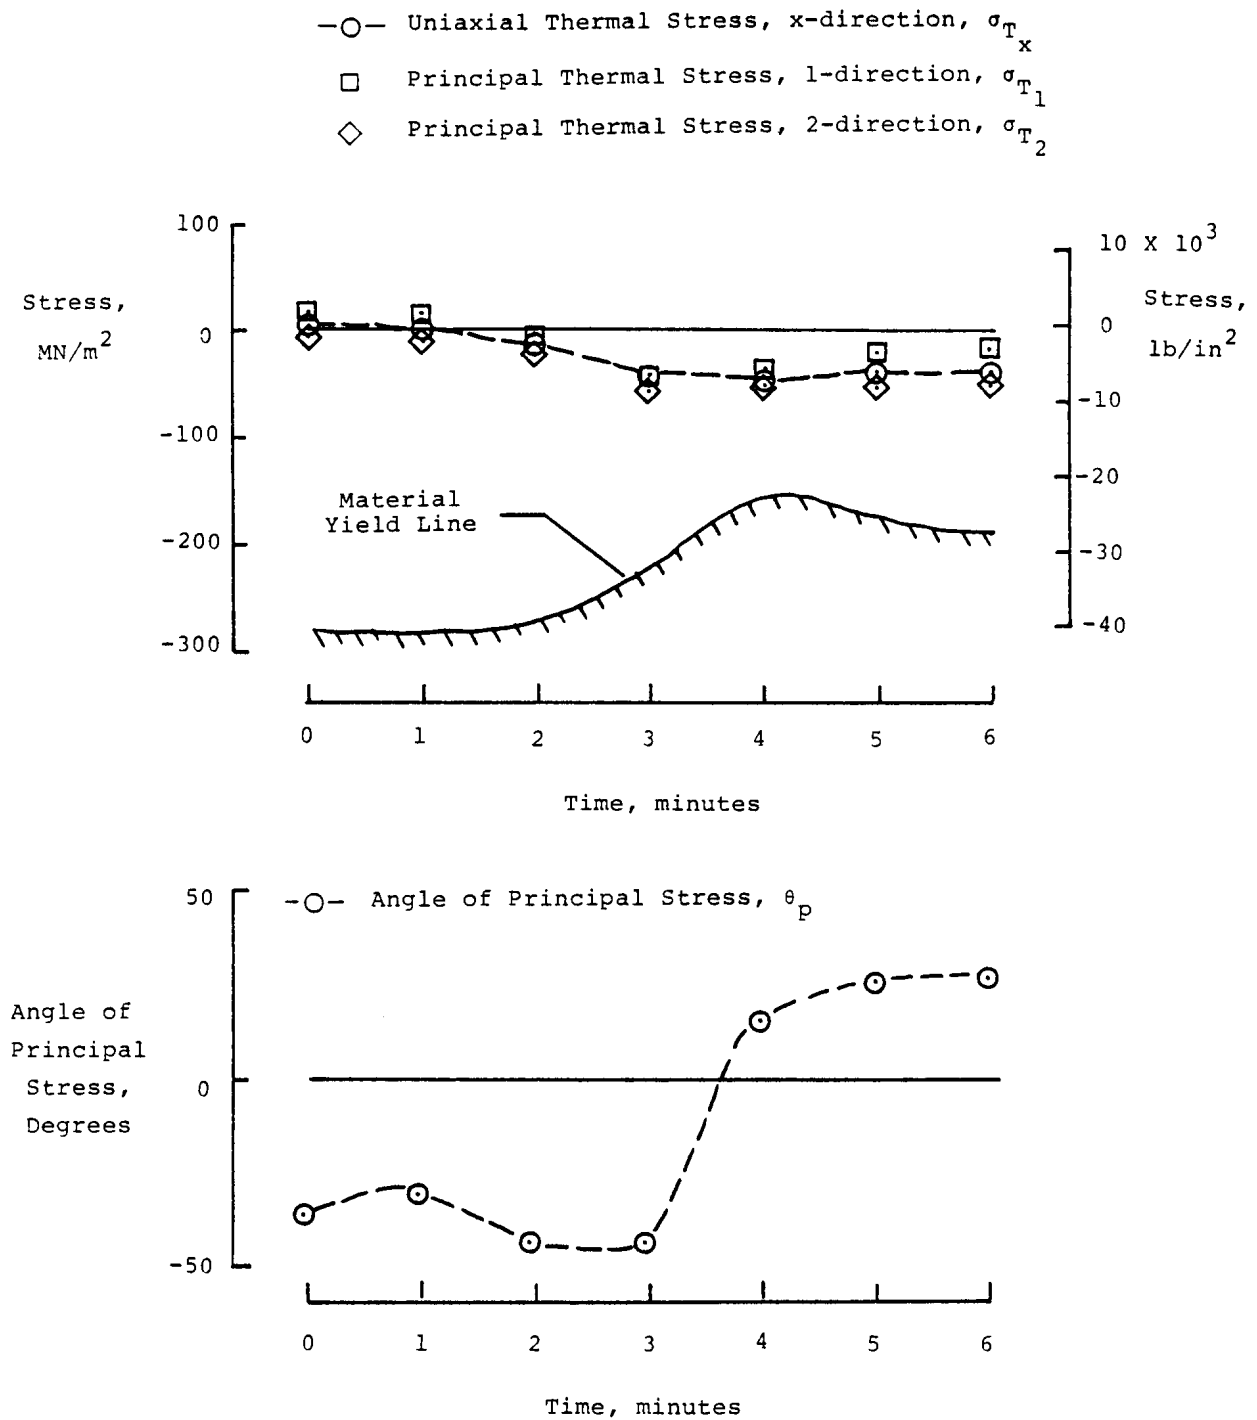 Uniaxial Thermal Stress, x-direction, σTx
Principal Thermal Stress, 1-direction, σT1
Principal Thermal Stress, 2-direction, σT2
100
0
-100
-200
-300
Stress,
MN/m²
10 X 10³
0
-10
-20
-30
-40
Stress,
lb/in²
Material
Yield Line
0 1 2 3 4 5 6
Time, minutes
50
0
-50
Angle of Principal Stress, θp
Angle of
Principal
Stress,
Degrees
0 1 2 3 4 5 6
Time, minutes